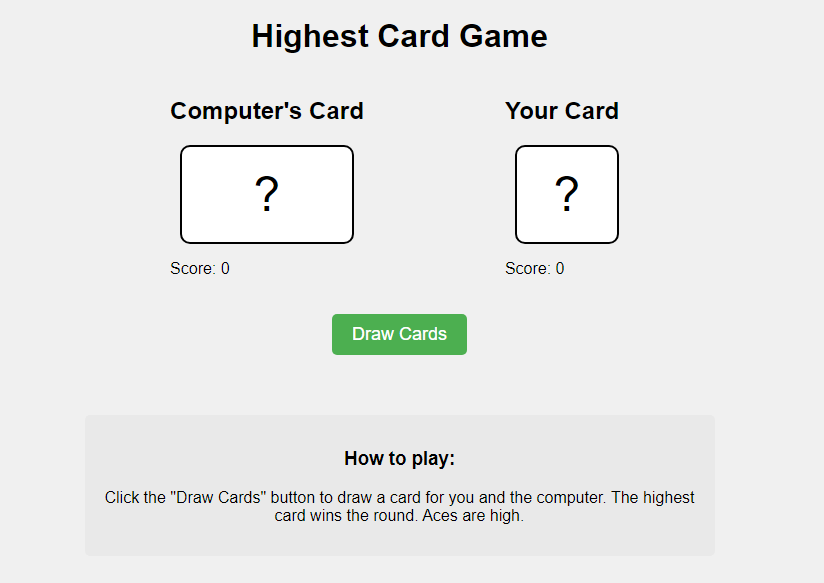 Highest Card Game
Computer's Card
Your Card
?
?
Score: 0
Score: 0
Draw Cards
How to play:
Click the "Draw Cards" button to draw a card for you and the computer. The highest
card wins the round. Aces are high.